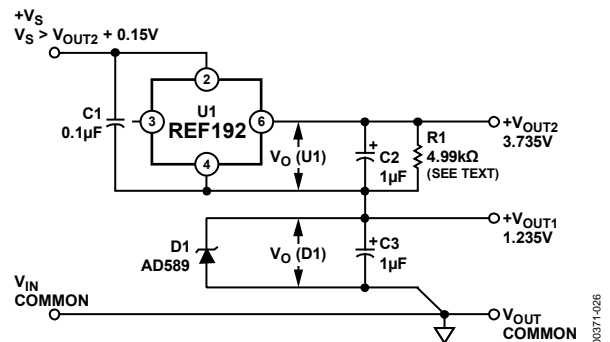 +VS
VS > VOUT2 + 0.15V
C1
0.1µF
2
3
U1
REF192
6
4
VO (U1)
+
C2
1µF
R1
4.99kΩ
(SEE TEXT)
+VOUT2
3.735V
D1
AD589
VO (D1)
+
C3
1µF
+VOUT1
1.235V
VIN
COMMON
VOUT
COMMON
00371-026